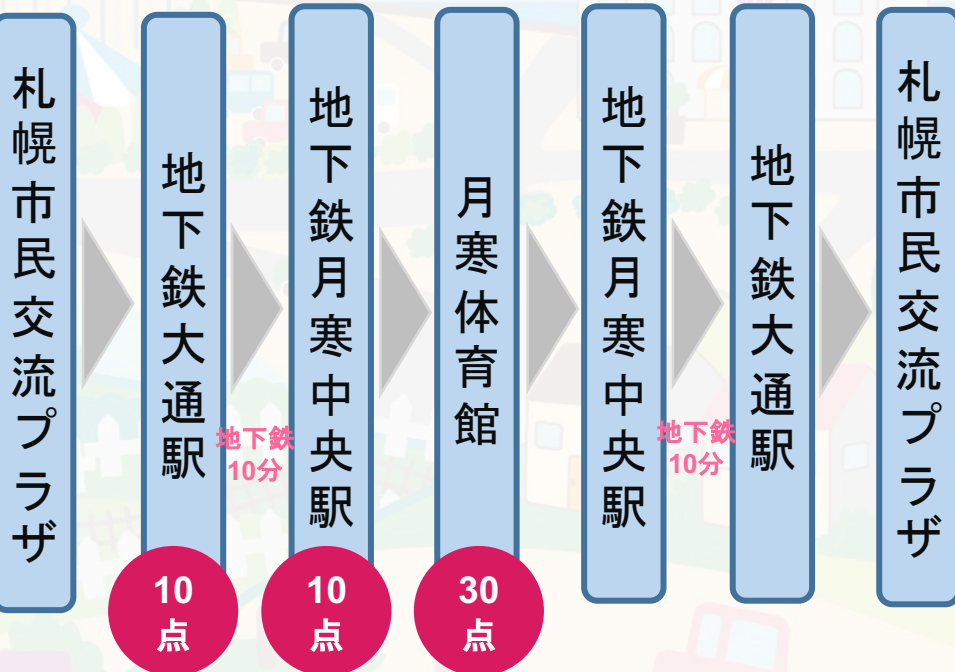 札幌市民交流プラザ
地下鉄大通駅
地下鉄
10分
地下鉄月寒中央駅
月寒体育館
地下鉄月寒中央駅
地下鉄
10分
地下鉄大通駅
札幌市民交流プラザ
10
点
10
点
30
点